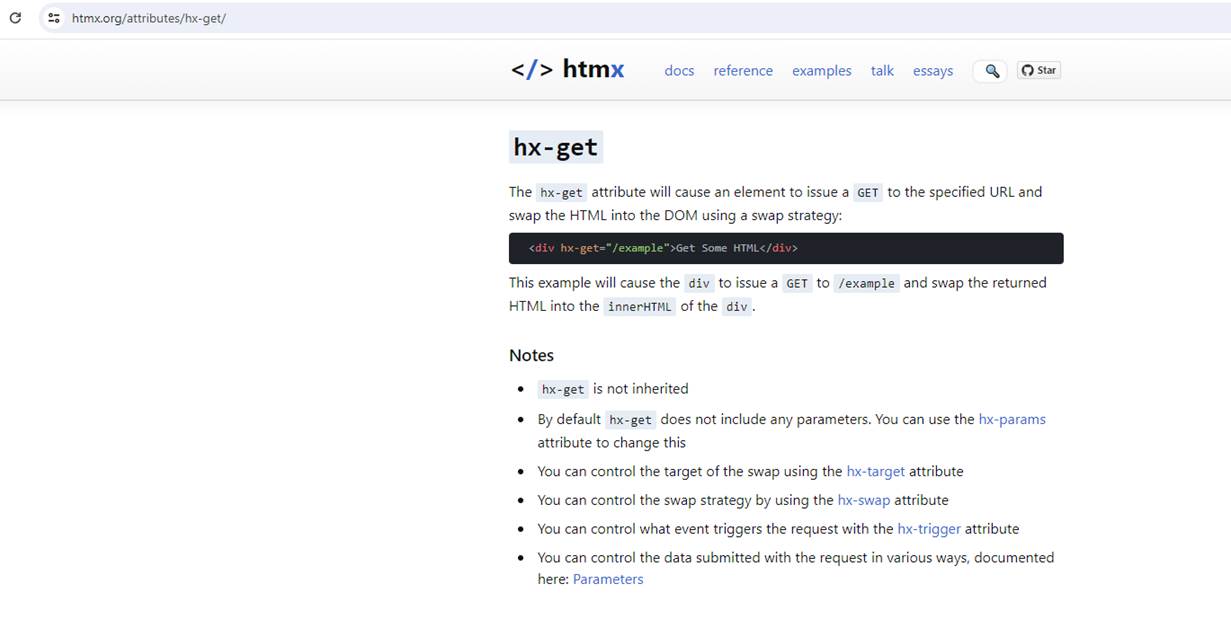 htmx.org/attributes/hx-get/
</> htmx docs reference examples talk essays Star
hx-get
The hx-get attribute will cause an element to issue a GET to the specified URL and
swap the HTML into the DOM using a swap strategy:
<div hx-get="/example">Get Some HTML</div>
This example will cause the div to issue a GET to /example and swap the returned
HTML into the innerHTML of the div.
Notes
• hx-get is not inherited
• By default hx-get does not include any parameters. You can use the hx-params
attribute to change this
• You can control the target of the swap using the hx-target attribute
• You can control the swap strategy by using the hx-swap attribute
• You can control what event triggers the request with the hx-trigger attribute
• You can control the data submitted with the request in various ways, documented
here: Parameters